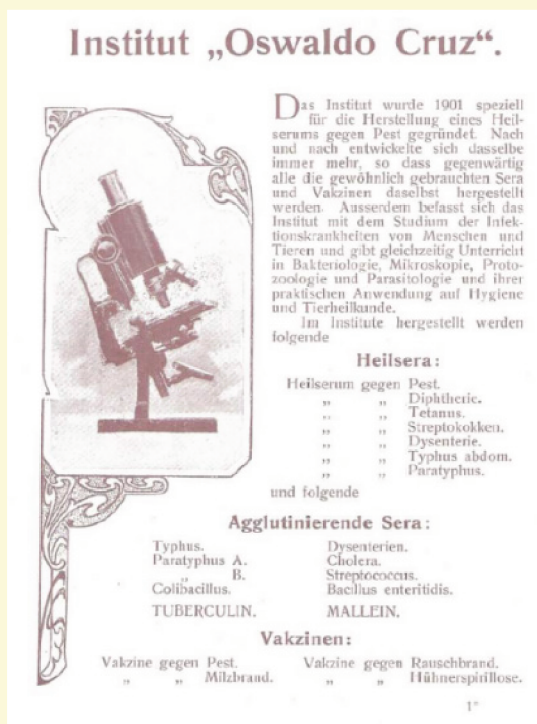 Institut „Oswaldo Cruz“.
Das Institut wurde 1901 speziell
für die Herstellung eines Heil-
serums gegen Pest gegründet. Nach
und nach entwickelte sich dasselbe
immer mehr, so dass gegenwärtig
alle die gewöhnlich gebrauchten Sera
und Vakzinen daselbst hergestellt
werden. Ausserdem befasst sich das
Institut mit dem Studium der Infek-
tionskrankheiten von Menschen und
Tieren und gibt gleichzeitig Unterricht
in Bakteriologie, Mikroskopie, Proto-
zoologie und Parasitologie und ihrer
praktischen Anwendung auf Hygiene
und Tierheilkunde.
Im Institute hergestellt werden
folgende
Heilsera:
Heilserum gegen Pest.
„ „ Diphtherie.
„ „ Tetanus.
„ „ Streptokokken.
„ „ Dysenterie.
„ „ Typhus abdom.
„ „ Paratyphus.
und folgende
Agglutinierende Sera:
Typhus. Dysenterien.
Paratyphus A. Cholera.
„ B. Streptococcus.
Colibacillus. Bacillus enteritidis.
TUBERCULIN. MALLEIN.
Vakzinen:
Vakzine gegen Pest. Vakzine gegen Rauschbrand.
„ „ Milzbrand. „ „ Hühnerspirillose.
1*